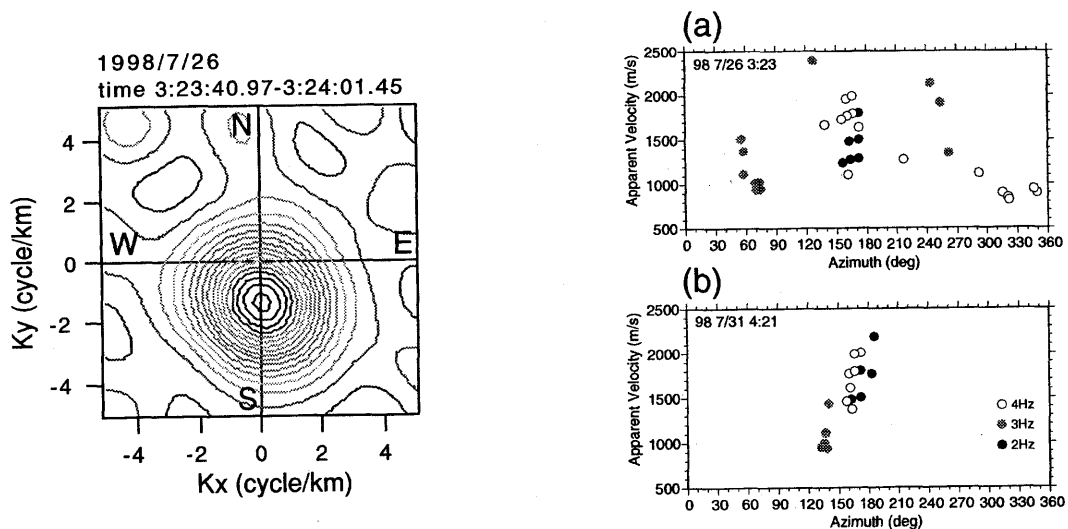 1998/7/26
time 3:23:40.97-3:24:01.45
N
W
E
S
4
2
0
-2
-4
Ky (cycle/km)
-4 -2 0 2 4
Kx (cycle/km)
(a)
98 7/26 3:23
2500
2000
1500
1000
500
Apparent Velocity (m/s)
0 30 60 90 120 150 180 210 240 270 300 330 360
Azimuth (deg)
(b)
98 7/31 4:21
2500
2000
1500
1000
500
Apparent Velocity (m/s)
4Hz
3Hz
2Hz
0 30 60 90 120 150 180 210 240 270 300 330 360
Azimuth (deg)